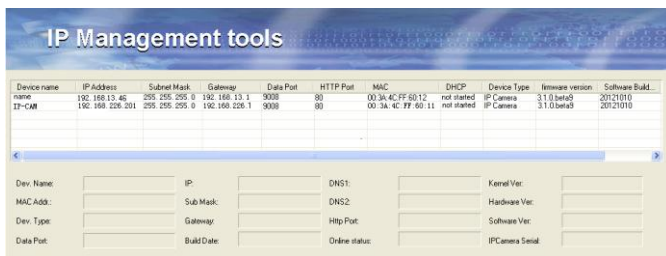 IP Management tools
Device name IP Address Subnet Mask Gateway Data Port HTTP Port MAC DHCP Device Type firmware version Software Build...
name 192.168.13.46 255.255.255.0 192.168.13.1 9008 80 00:3A:4C:FF:60:12 not started IP Camera 3.1.0.beta9 20121010
IP-CAM 192.168.226.201 255.255.255.0 192.168.226.1 9008 80 00:3A:4C:FF:60:11 not started IP Camera 3.1.0.beta9 20121010
Dev. Name: IP: DNS1: Kernel Ver:
MAC Addr.: Sub Mask: DNS2: Hardware Ver:
Dev. Type: Gateway: Http Port: Software Ver:
Data Port: Build Date: Online status: IPCamera Serial: